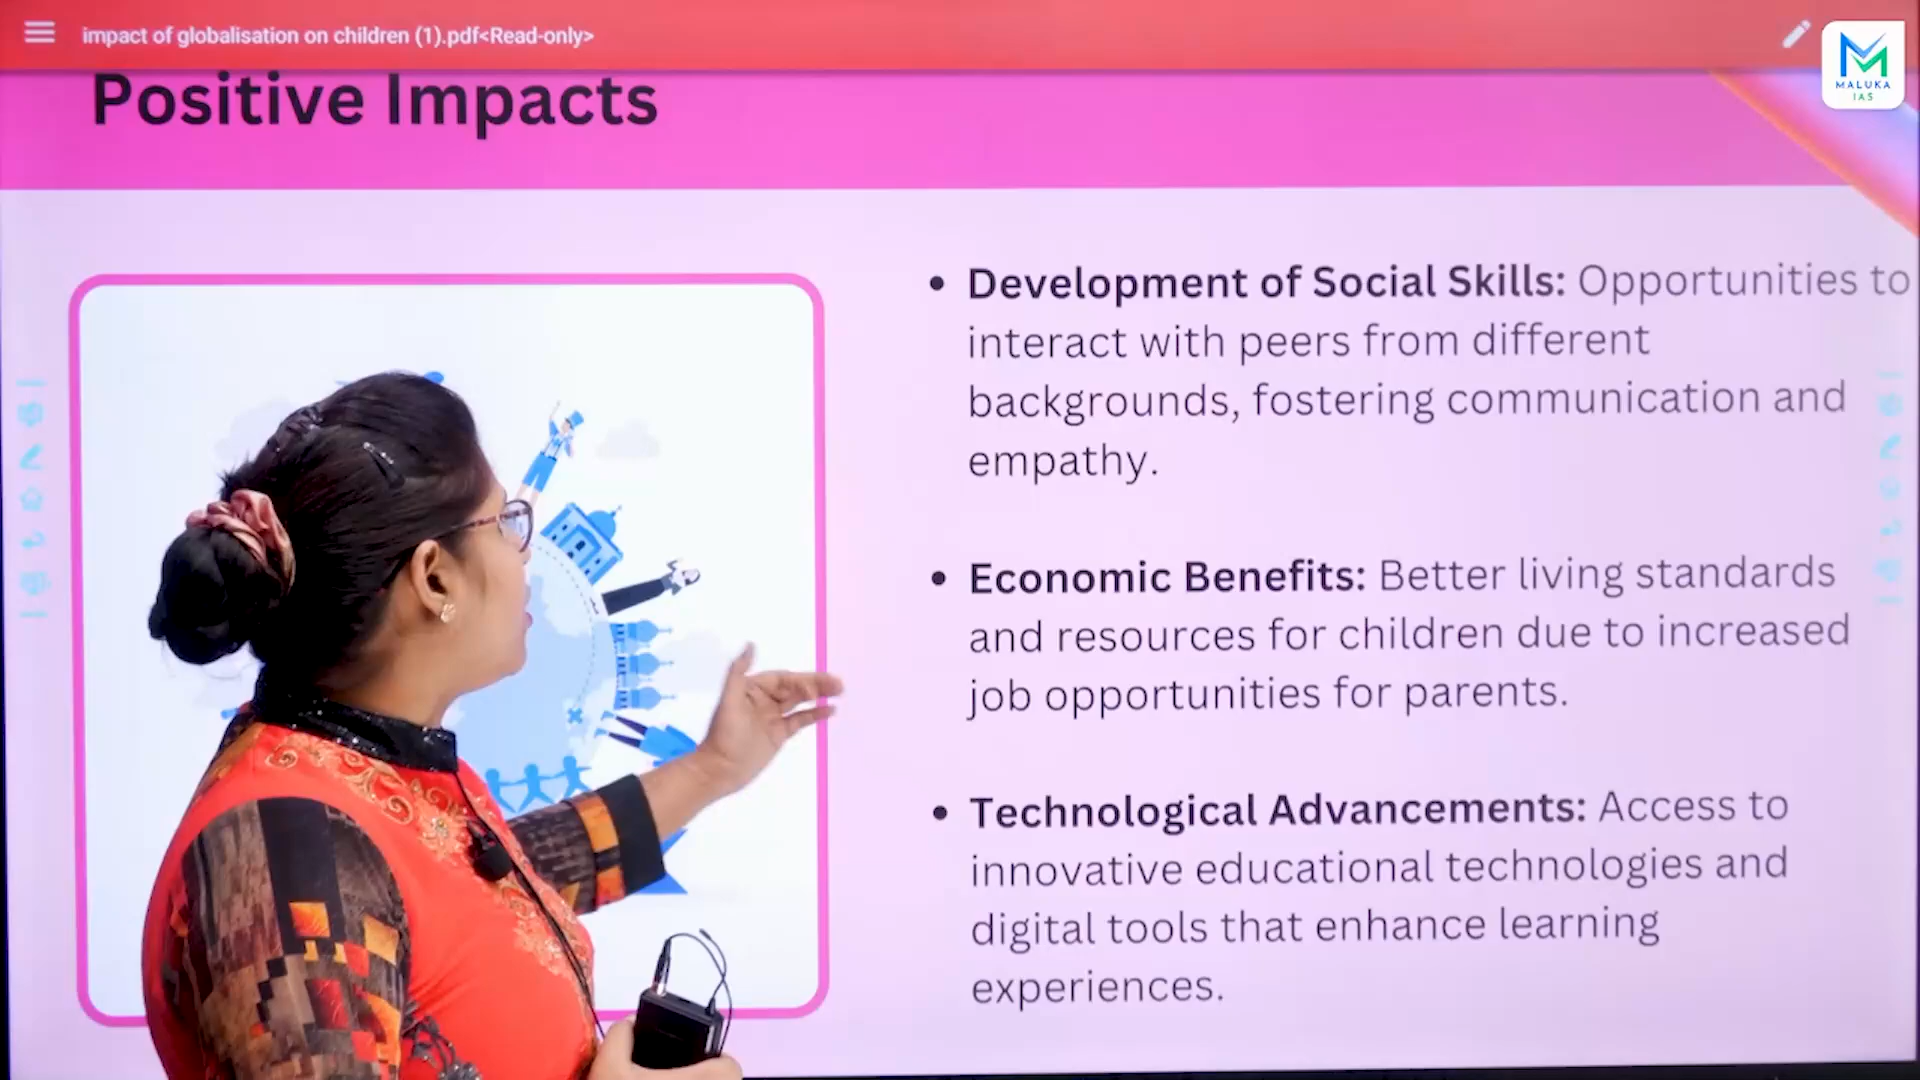 impact of globalisation on children (1).pdf<Read-only>
MALUKA
IAS
Positive Impacts
• Development of Social Skills: Opportunities to
interact with peers from different
backgrounds, fostering communication and
empathy.
• Economic Benefits: Better living standards
and resources for children due to increased
job opportunities for parents.
• Technological Advancements: Access to
innovative educational technologies and
digital tools that enhance learning
experiences.